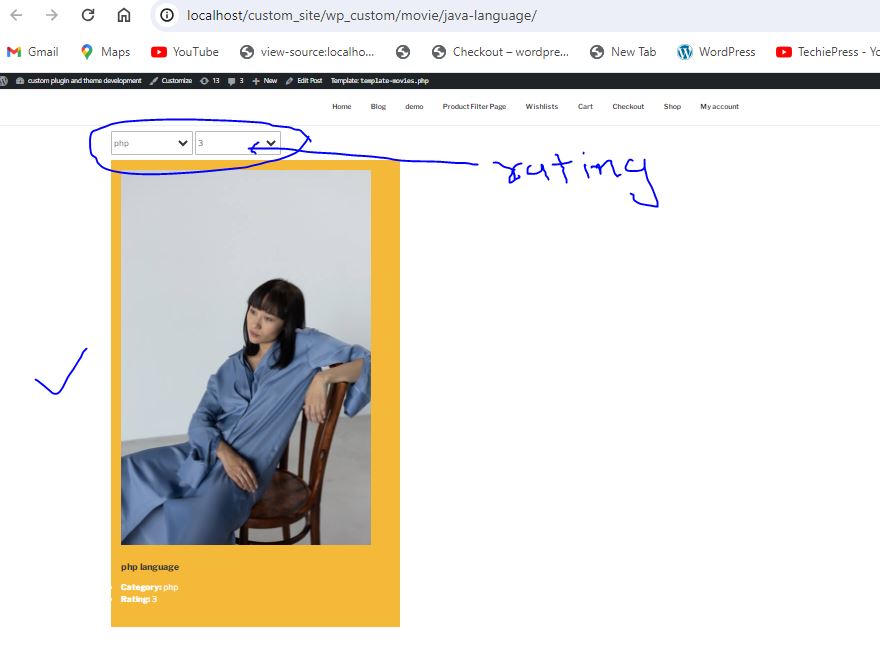 localhost/custom_site/wp_custom/movie/java-language/
Gmail Maps YouTube view-source:localho... Checkout – wordpre... New Tab WordPress TechiePress - Yo
custom plugin and theme development Customize 13 3 New Edit Post Template: template-movies.php
Home Blog demo Product Filter Page Wishlists Cart Checkout Shop My account
php 3
rating
php language
Category: php
Rating: 3